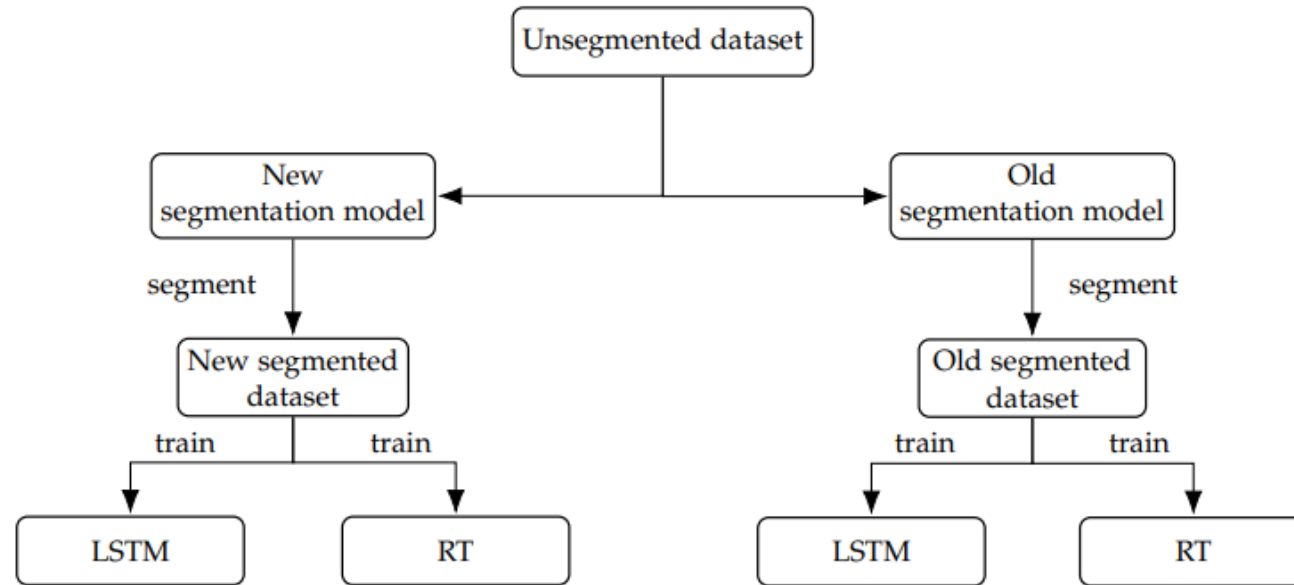 Unsegmented dataset
New
segmentation model
Old
segmentation model
segment
segment
New segmented
dataset
Old segmented
dataset
train
train
train
train
LSTM
RT
LSTM
RT